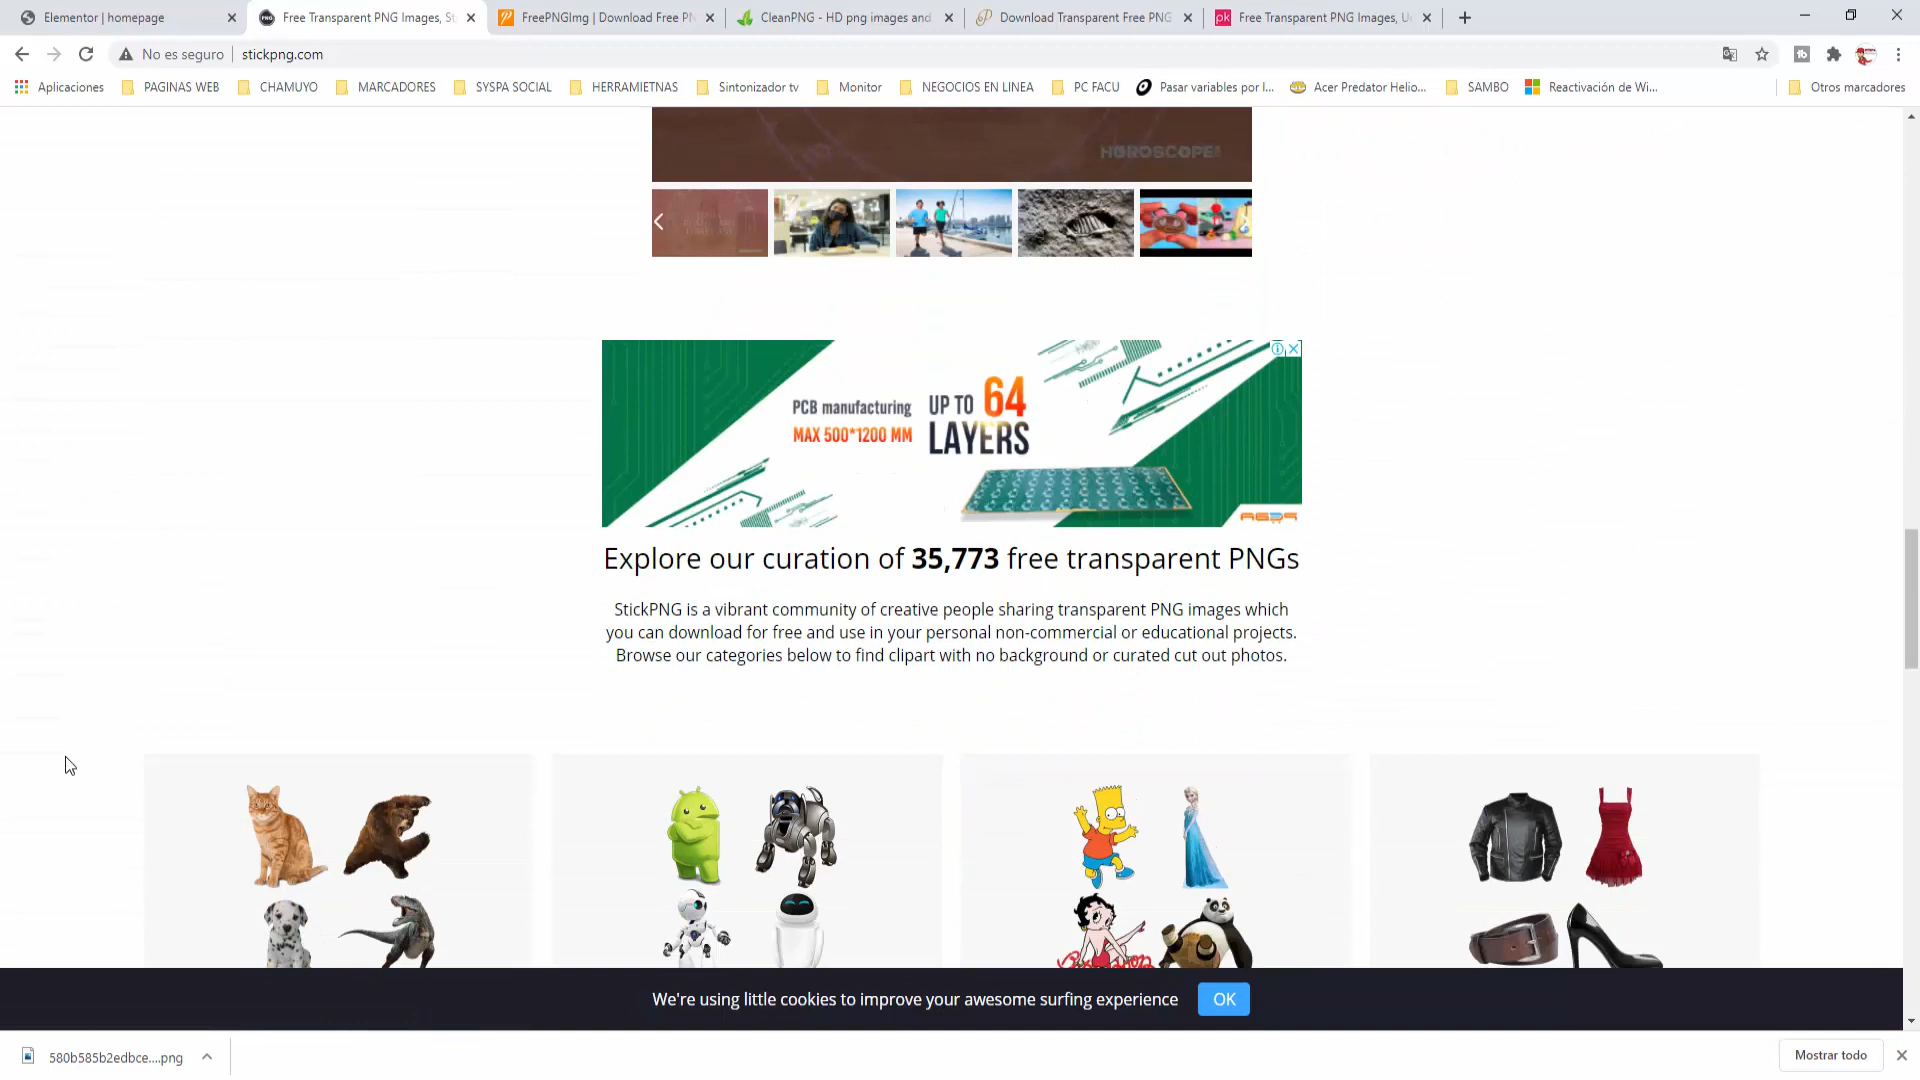 Elementor | homepage
Free Transparent PNG Images, St
FreePNGImg | Download Free PN
CleanPNG - HD png images and
Download Transparent Free PNG
pk Free Transparent PNG Images, U
No es seguro
stickpng.com
Aplicaciones
PAGINAS WEB
CHAMUYO
MARCADORES
SYSPA SOCIAL
HERRAMIETNAS
Sintonizador tv
Monitor
NEGOCIOS EN LINEA
PC FACU
Pasar variables por l...
Acer Predator Helio...
SAMBO
Reactivación de Wi...
Otros marcadores
HOROSCOPE
PCB manufacturing
MAX 500*1200 MM
UP TO 64
LAYERS
Explore our curation of 35,773 free transparent PNGs
StickPNG is a vibrant community of creative people sharing transparent PNG images which
you can download for free and use in your personal non-commercial or educational projects.
Browse our categories below to find clipart with no background or curated cut out photos.
We're using little cookies to improve your awesome surfing experience
OK
580b585b2edbce....png
Mostrar todo